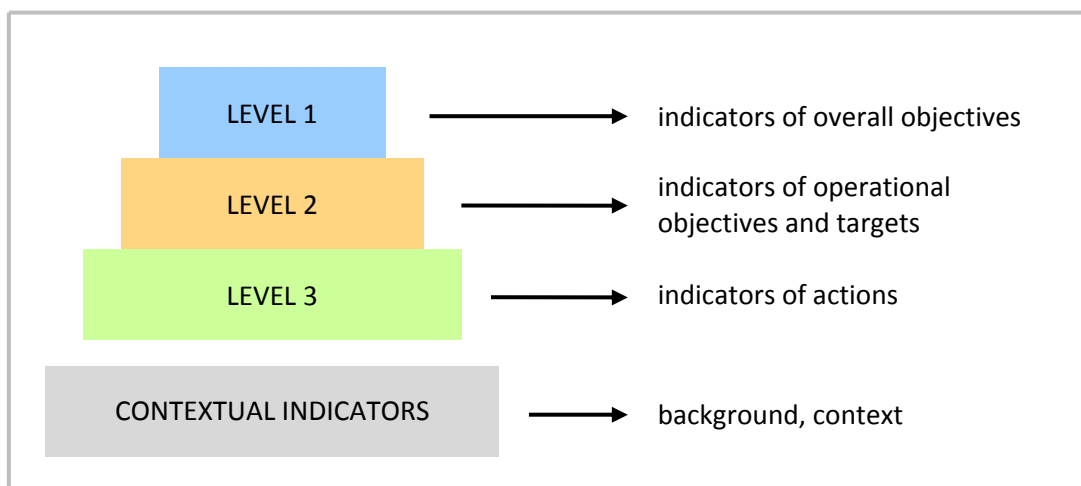 LEVEL 1
indicators of overall objectives
LEVEL 2
indicators of operational
objectives and targets
LEVEL 3
indicators of actions
CONTEXTUAL INDICATORS
background, context